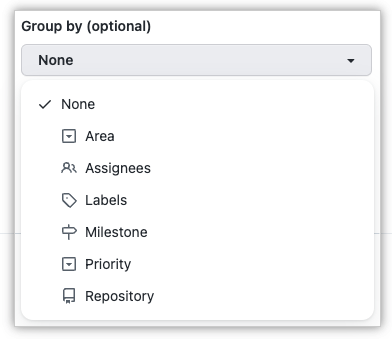 Group by (optional)
None
None
Area
Assignees
Labels
Milestone
Priority
Repository